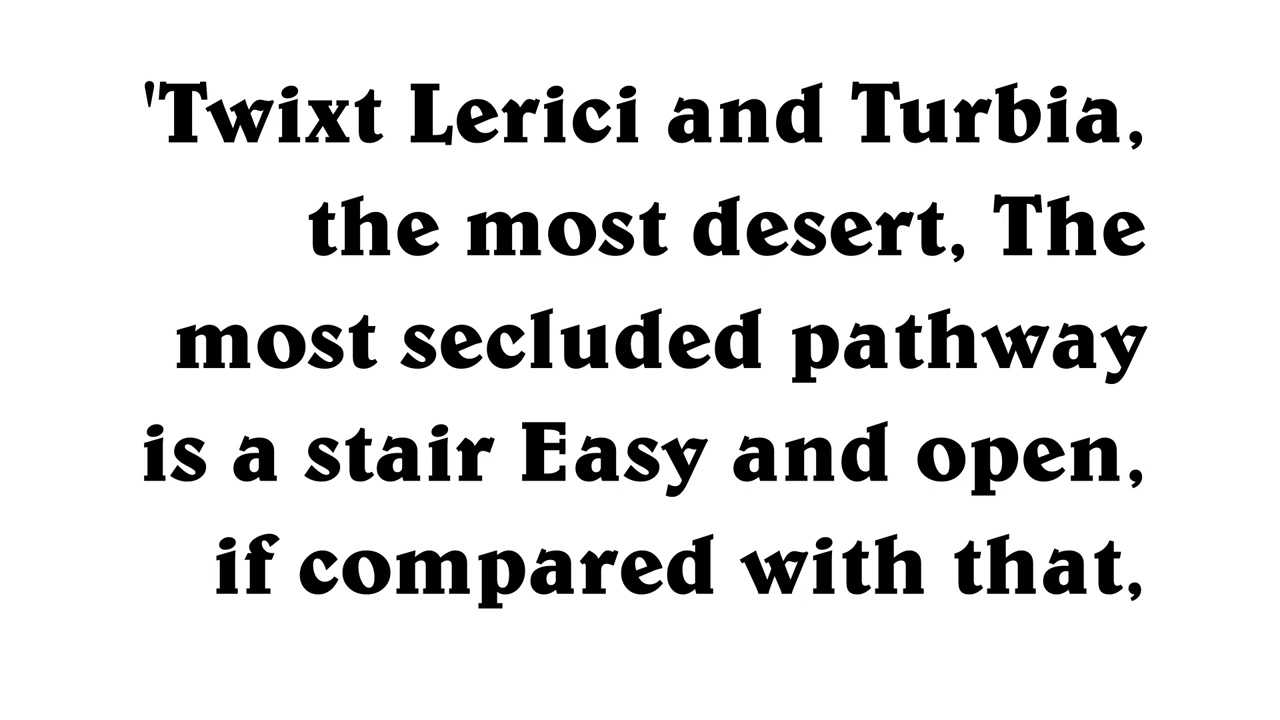 'Twixt Lerici and Turbia,
the most desert, The
most secluded pathway
is a stair Easy and open,
if compared with that,